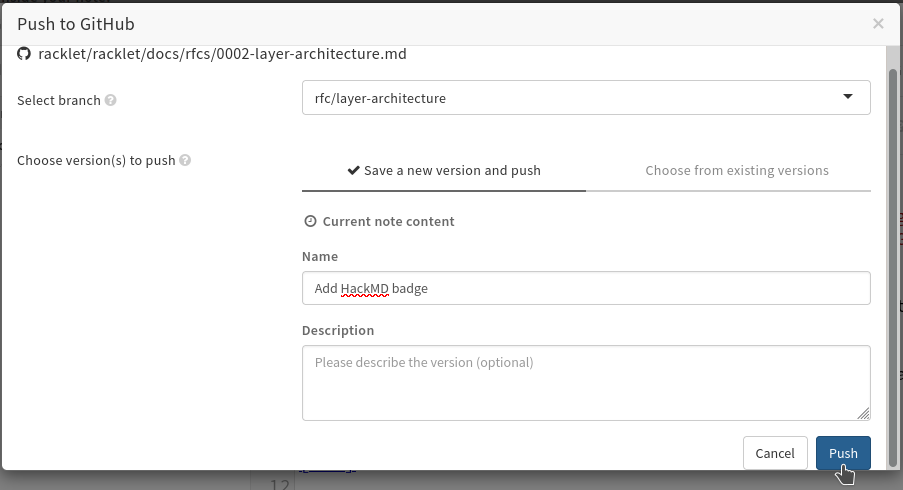 Push to GitHub
×
racklet/racklet/docs/rfcs/0002-layer-architecture.md
Select branch ?
rfc/layer-architecture
Choose version(s) to push ?
Save a new version and push
Choose from existing versions
Current note content
Name
Add HackMD badge
Description
Please describe the version (optional)
Cancel
Push
12